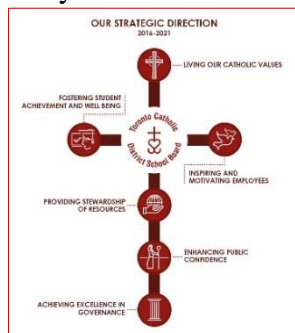 OUR STRATEGIC DIRECTION
2016-2021
LIVING OUR CATHOLIC VALUES
FOSTERING STUDENT
ACHIEVEMENT AND WELL BEING
Toronto Catholic
District School Board
INSPIRING AND
MOTIVATING EMPLOYEES
PROVIDING STEWARDSHIP
OF RESOURCES
ENHANCING PUBLIC
CONFIDENCE
ACHIEVING EXCELLENCE IN
GOVERNANCE